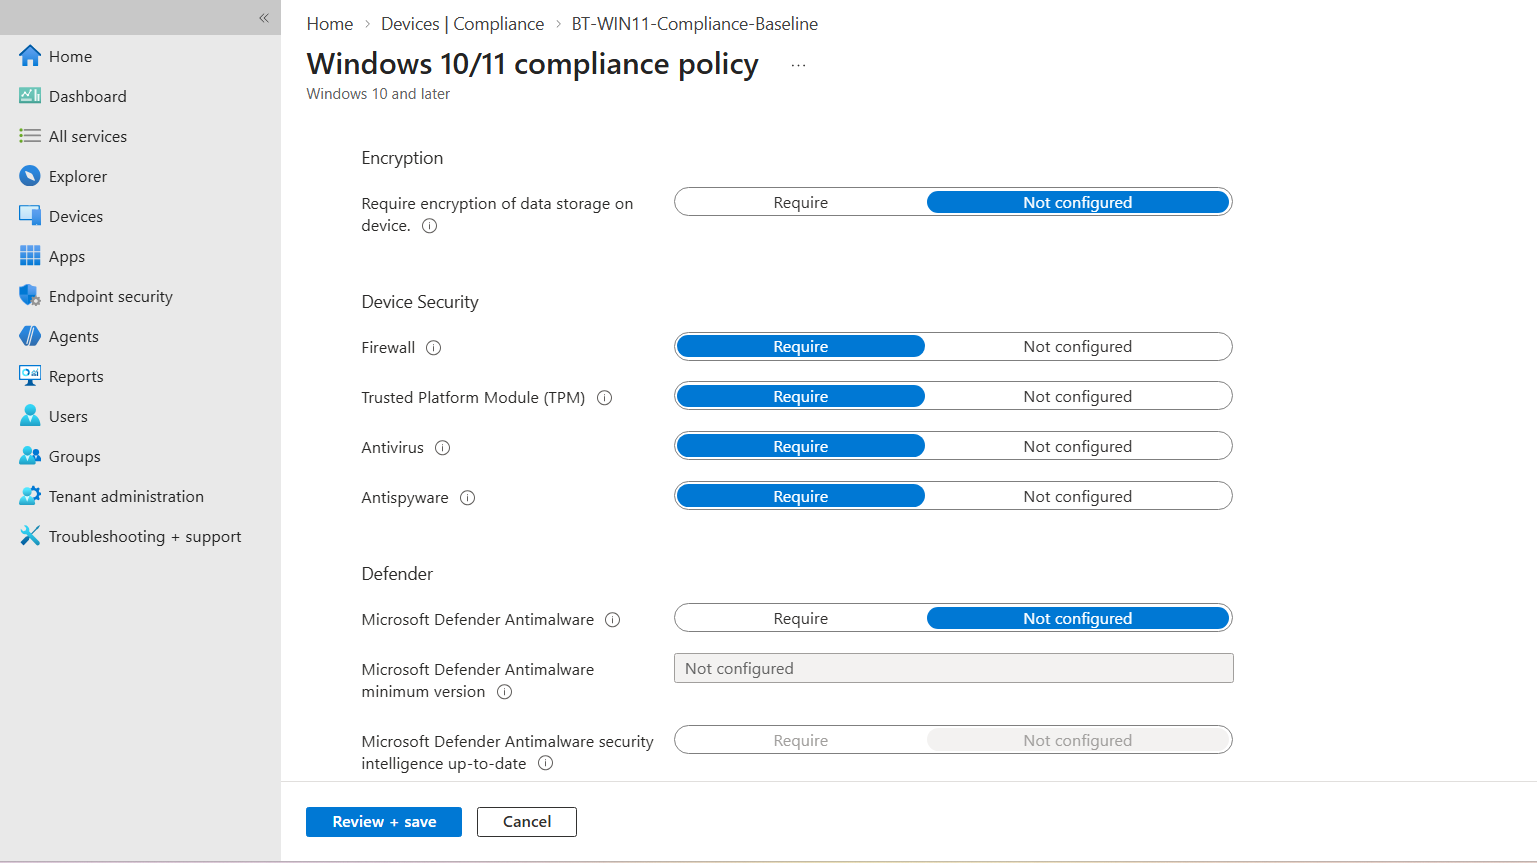 «
Home
Dashboard
All services
Explorer
Devices
Apps
Endpoint security
Agents
Reports
Users
Groups
Tenant administration
Troubleshooting + support
Home > Devices | Compliance > BT-WIN11-Compliance-Baseline
Windows 10/11 compliance policy ...
Windows 10 and later
Encryption
Require encryption of data storage on
device.
Require Not configured
Device Security
Firewall Require Not configured
Trusted Platform Module (TPM) Require Not configured
Antivirus Require Not configured
Antispyware Require Not configured
Defender
Microsoft Defender Antimalware Require Not configured
Microsoft Defender Antimalware
minimum version
Not configured
Microsoft Defender Antimalware security
intelligence up-to-date
Require Not configured
Review + save Cancel